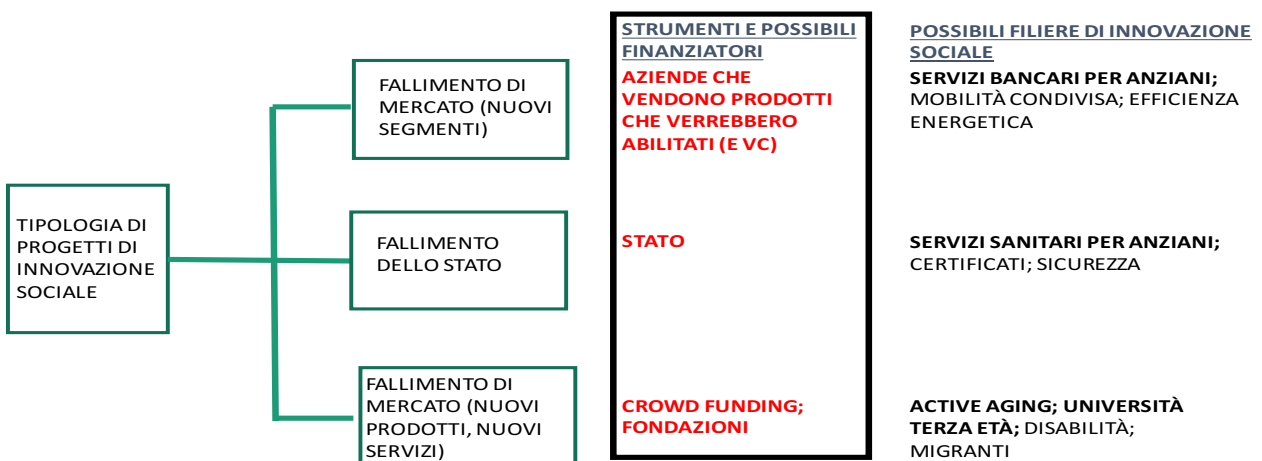 STRUMENTI E POSSIBILI
FINANZIATORI
POSSIBILI FILIERE DI INNOVAZIONE
SOCIALE
FALLIMENTO DI
MERCATO (NUOVI
SEGMENTI)
AZIENDE CHE
VENDONO PRODOTTI
CHE VERREBBERO
ABILITATI (E VC)
SERVIZI BANCARI PER ANZIANI;
MOBILITÀ CONDIVISA; EFFICIENZA
ENERGETICA
TIPOLOGIA DI
PROGETTI DI
INNOVAZIONE
SOCIALE
FALLIMENTO
DELLO STATO
STATO
SERVIZI SANITARI PER ANZIANI;
CERTIFICATI; SICUREZZA
FALLIMENTO DI
MERCATO (NUOVI
PRODOTTI, NUOVI
SERVIZI)
CROWD FUNDING;
FONDAZIONI
ACTIVE AGING; UNIVERSITÀ
TERZA ETÀ; DISABILITÀ;
MIGRANTI